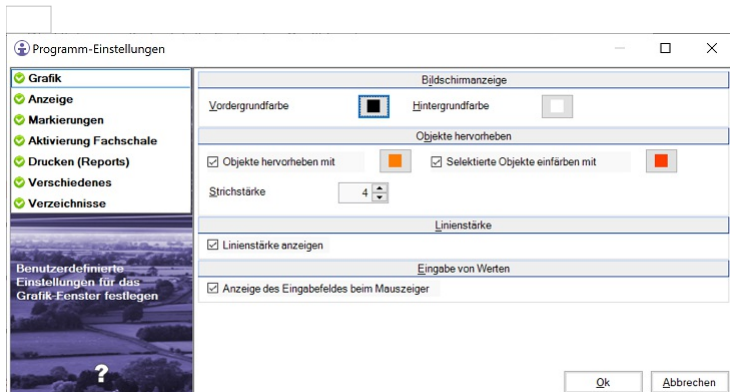 Programm-Einstellungen
Grafik
Anzeige
Markierungen
Aktivierung Fachschale
Drucken (Reports)
Verschiedenes
Verzeichnisse
Benutzerdefinierte
Einstellungen für das
Grafik-Fenster festlegen
?
Bildschirmanzeige
Vordergrundfarbe Hintergrundfarbe
Objekte hervorheben
Objekte hervorheben mit Selektierte Objekte einfärben mit
Strichstärke 4
Linienstärke
Linienstärke anzeigen
Eingabe von Werten
Anzeige des Eingabefeldes beim Mauszeiger
Ok Abbrechen